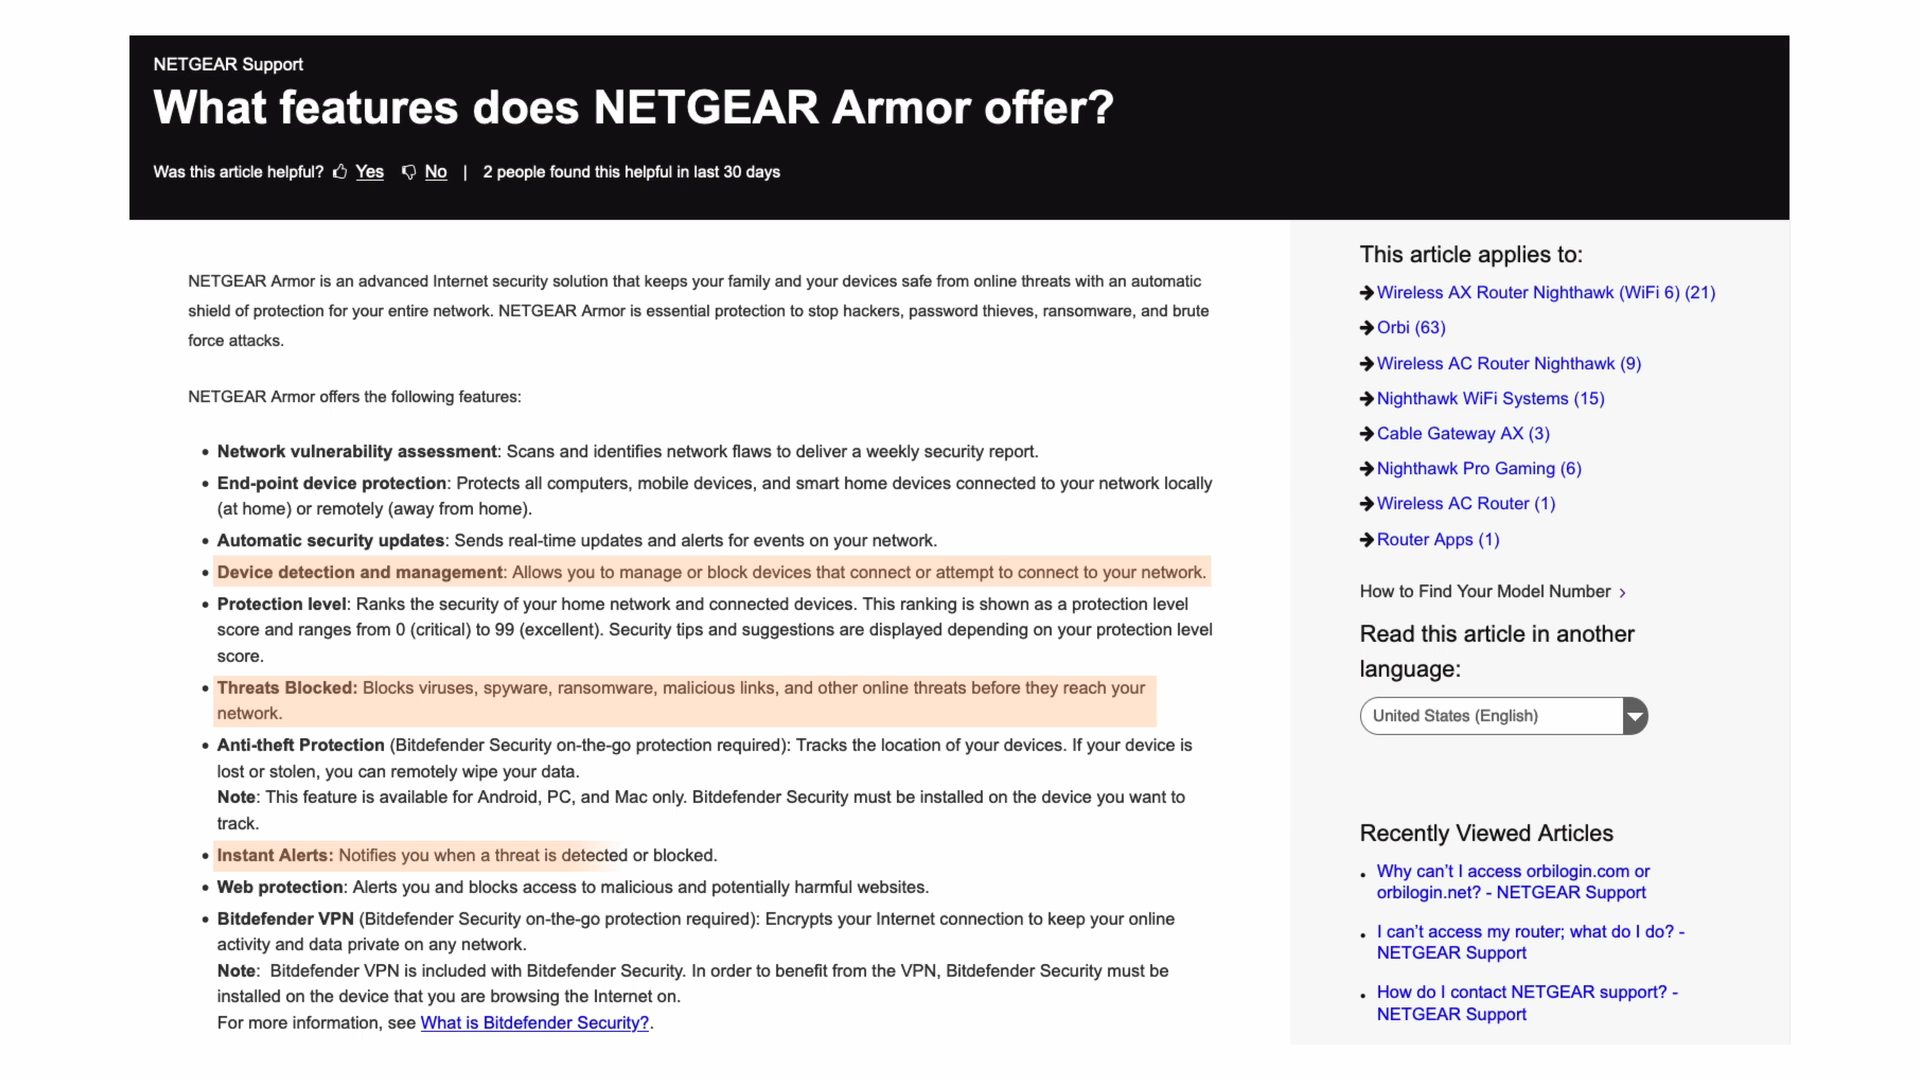 NETGEAR Support
What features does NETGEAR Armor offer?
Was this article helpful? Yes No | 2 people found this helpful in last 30 days
NETGEAR Armor is an advanced Internet security solution that keeps your family and your devices safe from online threats with an automatic
shield of protection for your entire network. NETGEAR Armor is essential protection to stop hackers, password thieves, ransomware, and brute
force attacks.
NETGEAR Armor offers the following features:
• Network vulnerability assessment: Scans and identifies network flaws to deliver a weekly security report.
• End-point device protection: Protects all computers, mobile devices, and smart home devices connected to your network locally
(at home) or remotely (away from home).
• Automatic security updates: Sends real-time updates and alerts for events on your network.
• Device detection and management: Allows you to manage or block devices that connect or attempt to connect to your network.
• Protection level: Ranks the security of your home network and connected devices. This ranking is shown as a protection level
score and ranges from 0 (critical) to 99 (excellent). Security tips and suggestions are displayed depending on your protection level
score.
• Threats Blocked: Blocks viruses, spyware, ransomware, malicious links, and other online threats before they reach your
network.
• Anti-theft Protection (Bitdefender Security on-the-go protection required): Tracks the location of your devices. If your device is
lost or stolen, you can remotely wipe your data.
Note: This feature is available for Android, PC, and Mac only. Bitdefender Security must be installed on the device you want to
track.
• Instant Alerts: Notifies you when a threat is detected or blocked.
• Web protection: Alerts you and blocks access to malicious and potentially harmful websites.
• Bitdefender VPN (Bitdefender Security on-the-go protection required): Encrypts your Internet connection to keep your online
activity and data private on any network.
Note: Bitdefender VPN is included with Bitdefender Security. In order to benefit from the VPN, Bitdefender Security must be
installed on the device that you are browsing the Internet on.
For more information, see What is Bitdefender Security?.
This article applies to:
Wireless AX Router Nighthawk (WiFi 6) (21)
Orbi (63)
Wireless AC Router Nighthawk (9)
Nighthawk WiFi Systems (15)
Cable Gateway AX (3)
Nighthawk Pro Gaming (6)
Wireless AC Router (1)
Router Apps (1)
How to Find Your Model Number >
Read this article in another
language:
United States (English)
Recently Viewed Articles
• Why can't I access orbilogin.com or
orbilogin.net? - NETGEAR Support
• I can't access my router; what do I do? -
NETGEAR Support
• How do I contact NETGEAR support? -
NETGEAR Support